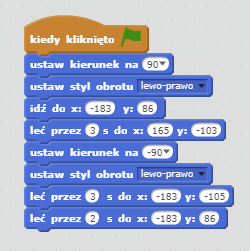 kiedy kliknięto
ustaw kierunek na 90
ustaw styl obrotu lewo-prawo
idź do x: -183 y: 86
leć przez 3 s do x: 165 y: -103
ustaw kierunek na -90
ustaw styl obrotu lewo-prawo
leć przez 3 s do x: -183 y: -105
leć przez 2 s do x: -183 y: 86